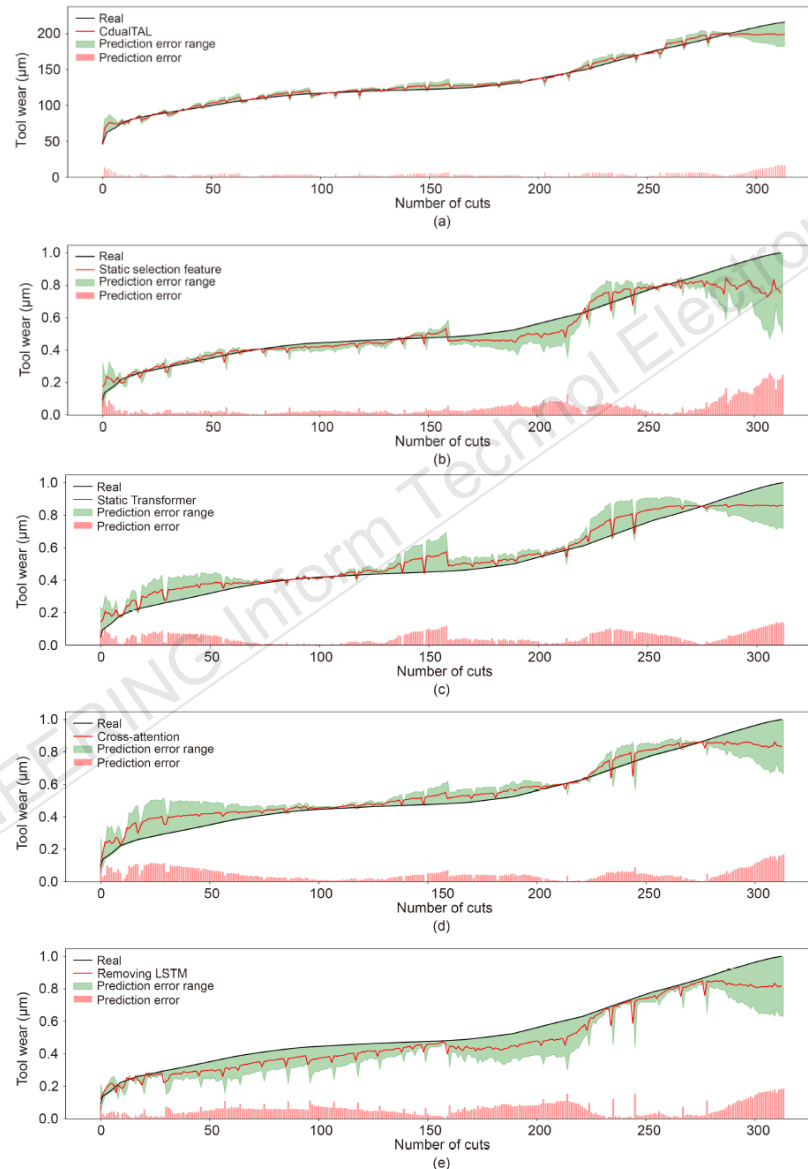 Real
CdualTAL
Prediction error range
Prediction error
Tool wear (μm)
200
150
100
50
0
0 50 100 150 200 250 300
Number of cuts
(a)
Real
Static selection feature
Prediction error range
Prediction error
Tool wear (μm)
1.0
0.8
0.6
0.4
0.2
0.0
0 50 100 150 200 250 300
Number of cuts
(b)
Real
Static Transformer
Prediction error range
Prediction error
Tool wear (μm)
1.0
0.8
0.6
0.4
0.2
0.0
0 50 100 150 200 250 300
Number of cuts
(c)
Real
Cross-attention
Prediction error range
Prediction error
Tool wear (μm)
1.0
0.8
0.6
0.4
0.2
0.0
0 50 100 150 200 250 300
Number of cuts
(d)
Real
Removing LSTM
Prediction error range
Prediction error
Tool wear (μm)
1.0
0.8
0.6
0.4
0.2
0.0
0 50 100 150 200 250 300
Number of cuts
(e)
Inform Technol